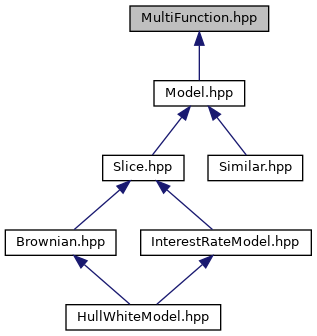 MultiFunction.hpp
Model.hpp
Slice.hpp
Similar.hpp
Brownian.hpp
InterestRateModel.hpp
HullWhiteModel.hpp